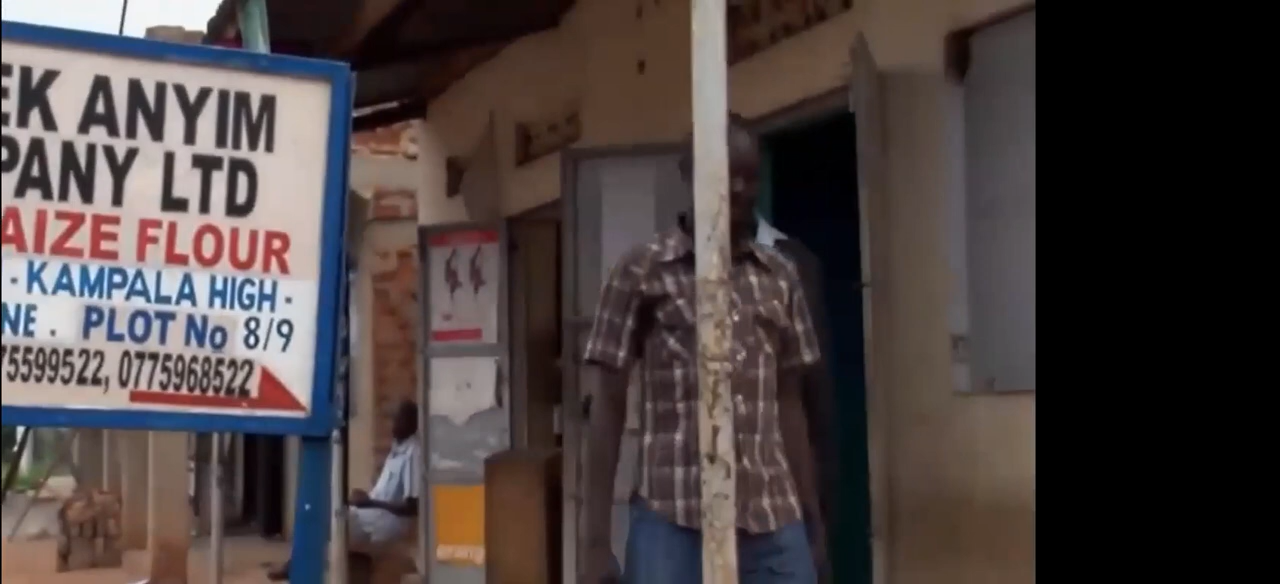 EK ANYIM
PANY LTD
AIZE FLOUR
- KAMPALA HIGH -
NE . PLOT No 8/9
75599522, 0775968522